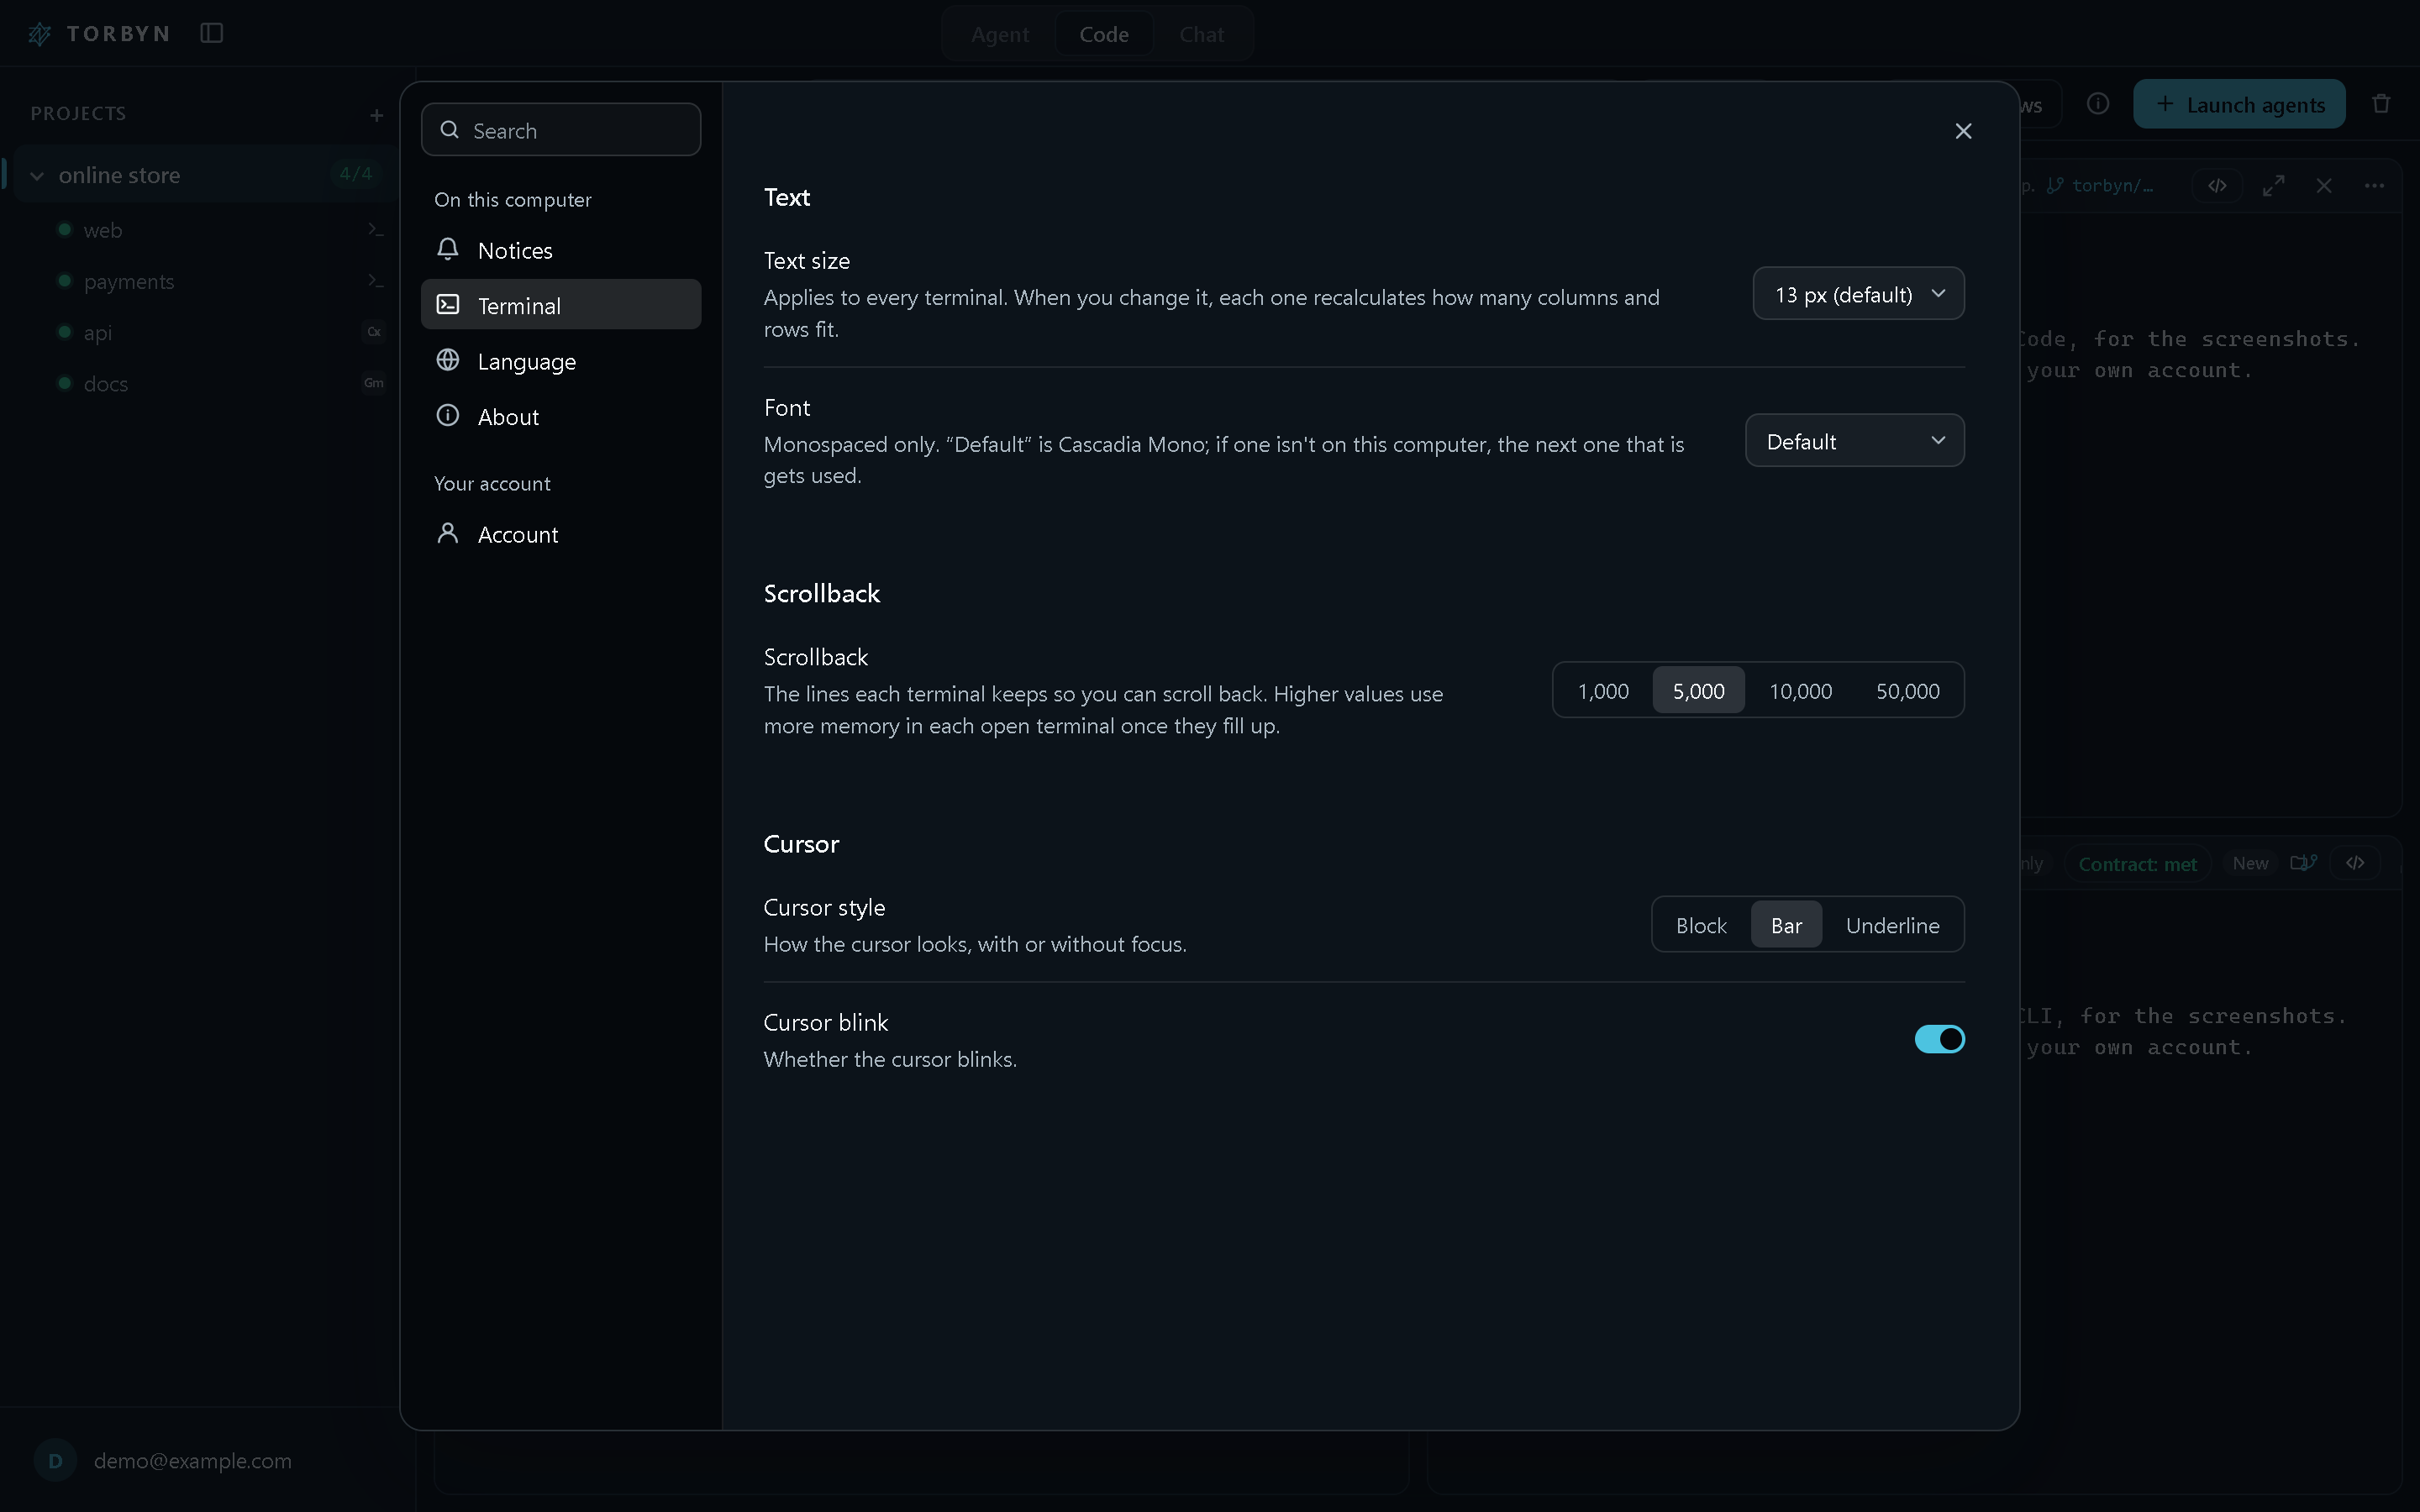 TORBYN
Agent
Code
Chat
PROJECTS
online store
4/4
web
payments
api
Cx
docs
Gm
demo@example.com
D
Search
On this computer
Notices
Terminal
Language
About
Your account
Account
Text
Text size
Applies to every terminal. When you change it, each one recalculates how many columns and
rows fit.
13 px (default)
Font
Monospaced only. “Default” is Cascadia Mono; if one isn't on this computer, the next one that is
gets used.
Default
Scrollback
Scrollback
The lines each terminal keeps so you can scroll back. Higher values use
more memory in each open terminal once they fill up.
1,000
5,000
10,000
50,000
Cursor
Cursor style
How the cursor looks, with or without focus.
Block
Bar
Underline
Cursor blink
Whether the cursor blinks.
Launch agents
torbyn/…
Code, for the screenshots.
your own account.
Contract: met
New
CLI, for the screenshots.
your own account.